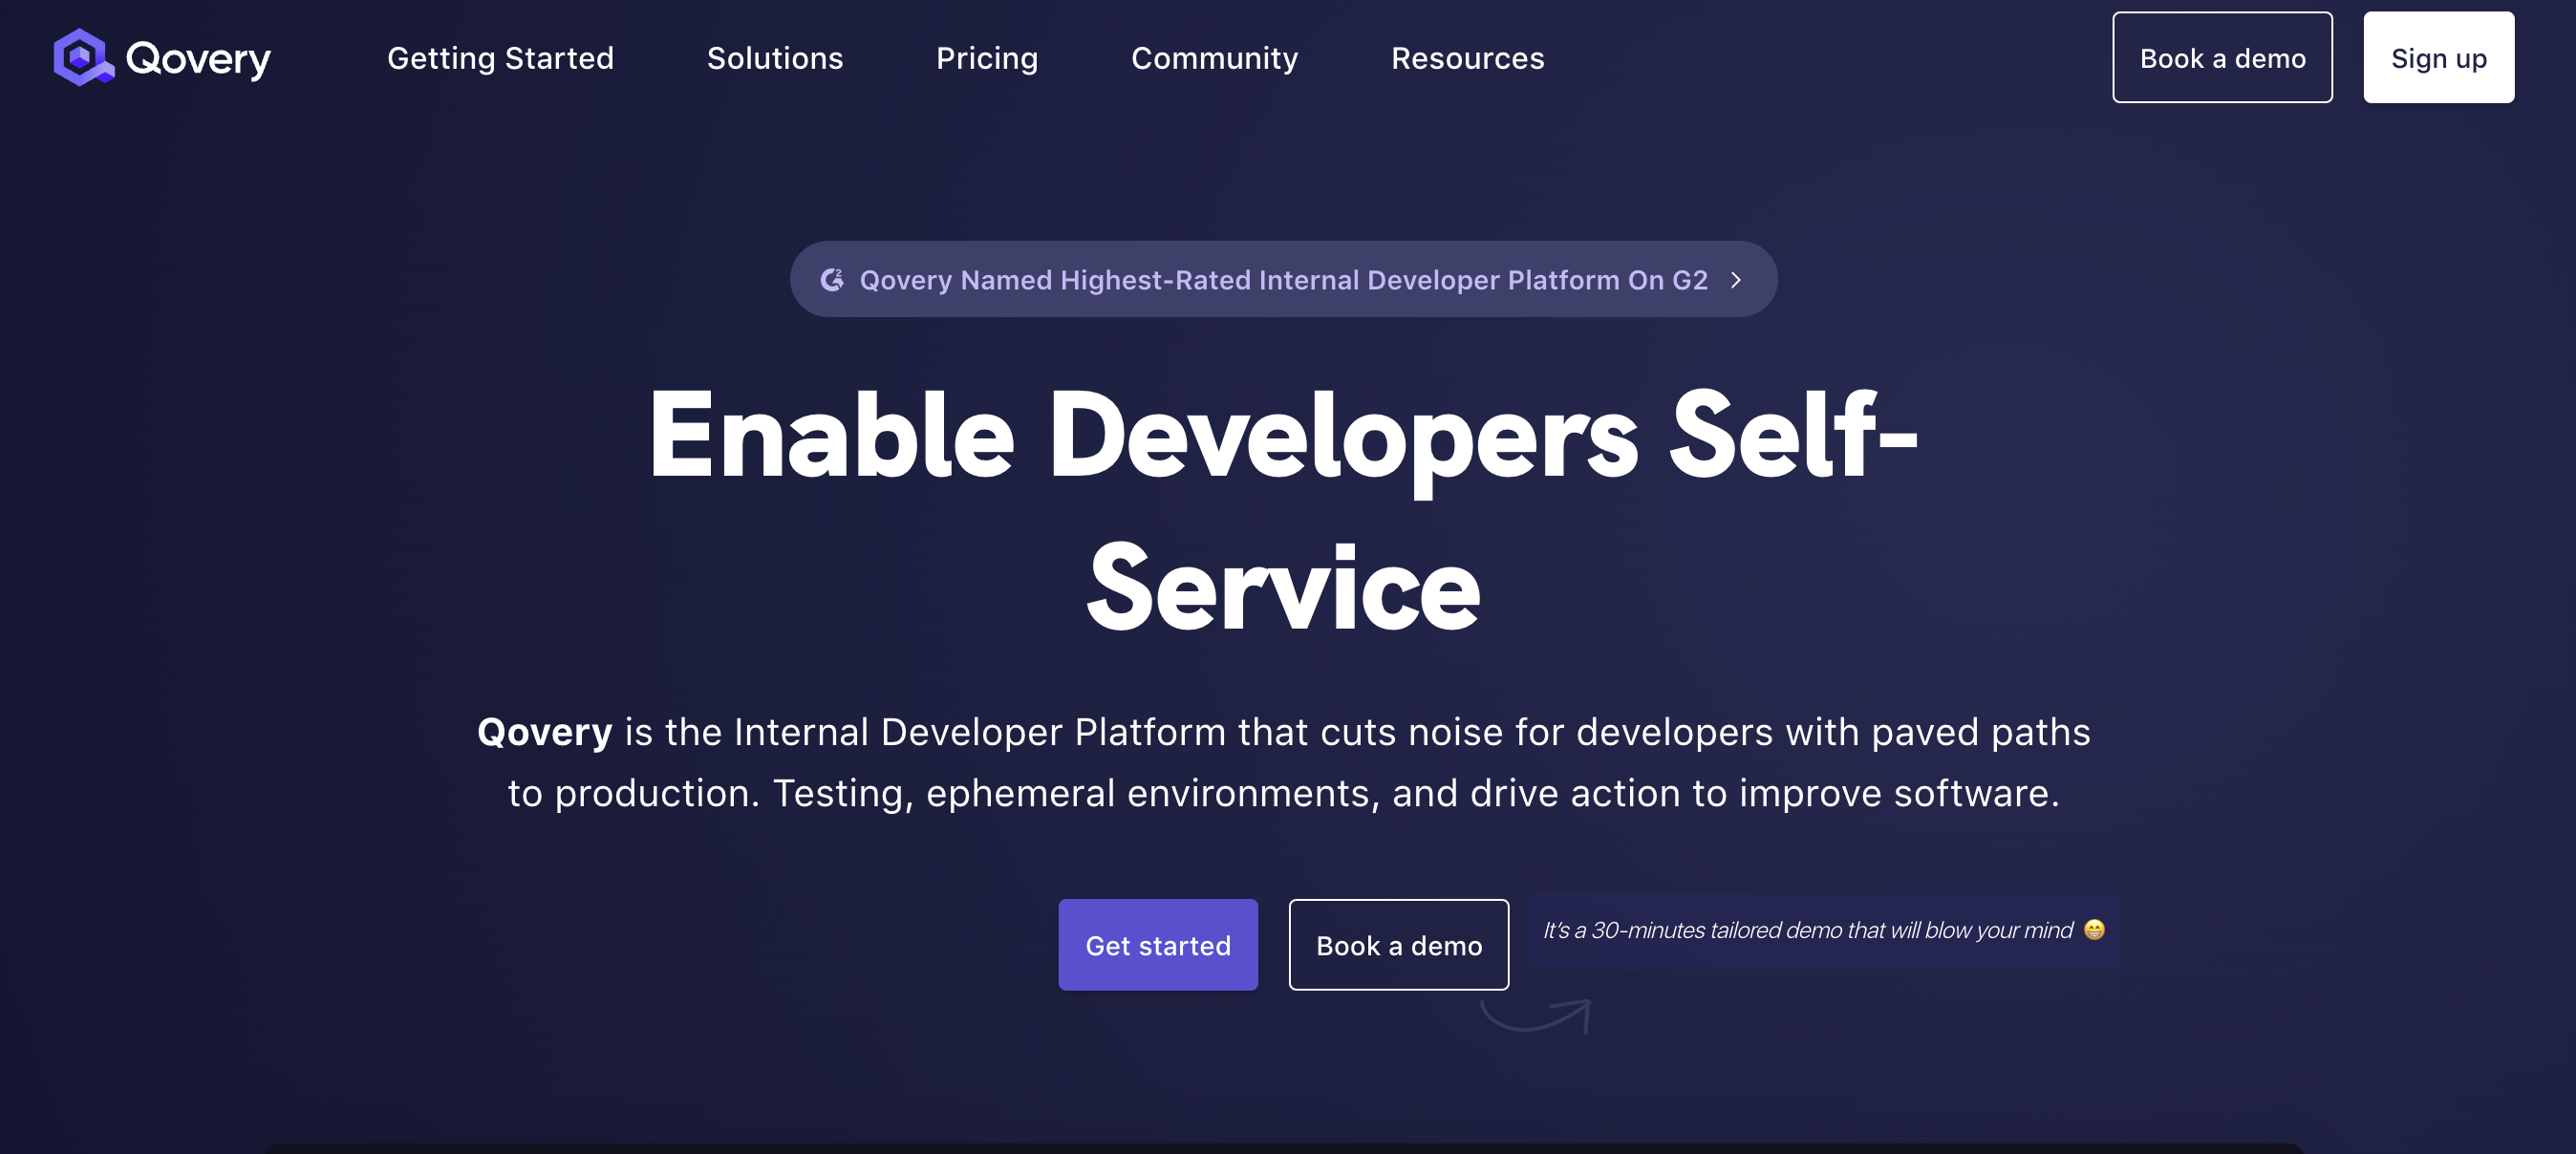 Qovery
Getting Started
Solutions
Pricing
Community
Resources
Book a demo
Sign up
Qovery Named Highest-Rated Internal Developer Platform On G2
Enable Developers Self-
Service
Qovery is the Internal Developer Platform that cuts noise for developers with paved paths
to production. Testing, ephemeral environments, and drive action to improve software.
Get started
Book a demo
It's a 30-minutes tailored demo that will blow your mind 😁